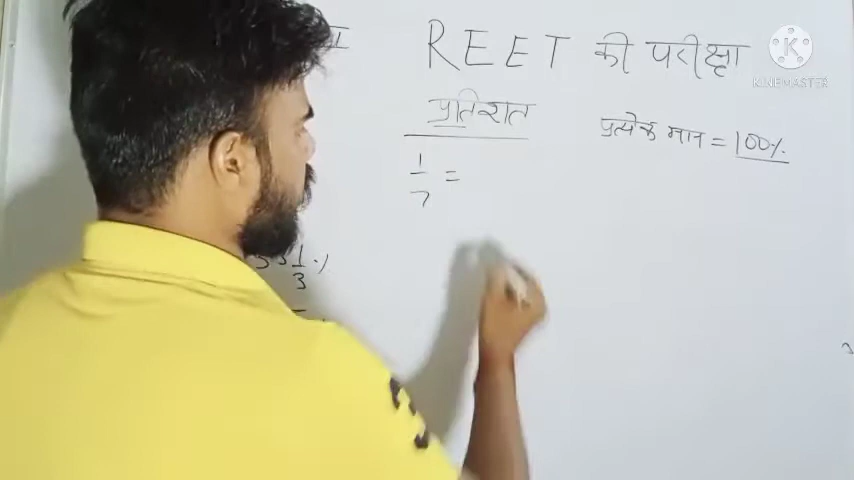 REET की परीक्षा
KINEMASTER
प्रतिशत
प्रत्येक मान = 100%
1/7 =
1/3 %